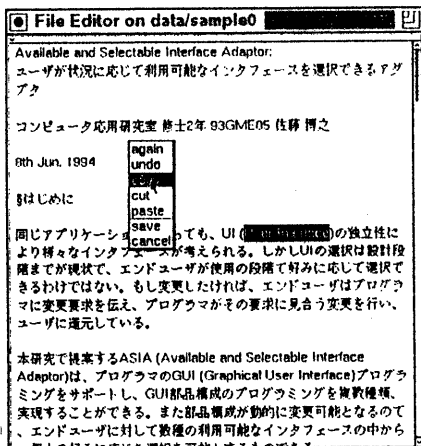 File Editor on data/sample0
Available and Selectable Interface Adaptor:
ユーザが状況に応じて利用可能なインタフェースを選択できるアダ
プタ
コンピュータ応用研究室 修士2年 93GME05 佐藤 博之
8th Jun. 1994
again
undo
cut
paste
save
cancel
§はじめに
同じアプリケーショ っても、UI ( )の独立性に
より様々なインタフェースが考えられる。しかしUIの選択は設計段
階までが現状で、エンドユーザが使用の段階で好みに応じて選択で
きるわけではない。もし変更したければ、エンドユーザはプログラ
マに変更要求を伝え、プログラマがその要求に見合う変更を行い、
ユーザに還元している。
本研究で提案するASIA (Available and Selectable Interface
Adaptor)は、プログラマのGUI (Graphical User Interface)プログラ
ミングをサポートし、GUI部品構成のプログラミングを複数種類、
実現することができる。また部品構成が動的に変更可能となるので
、エンドユーザに対して数種の利用可能なインタフェースの中から